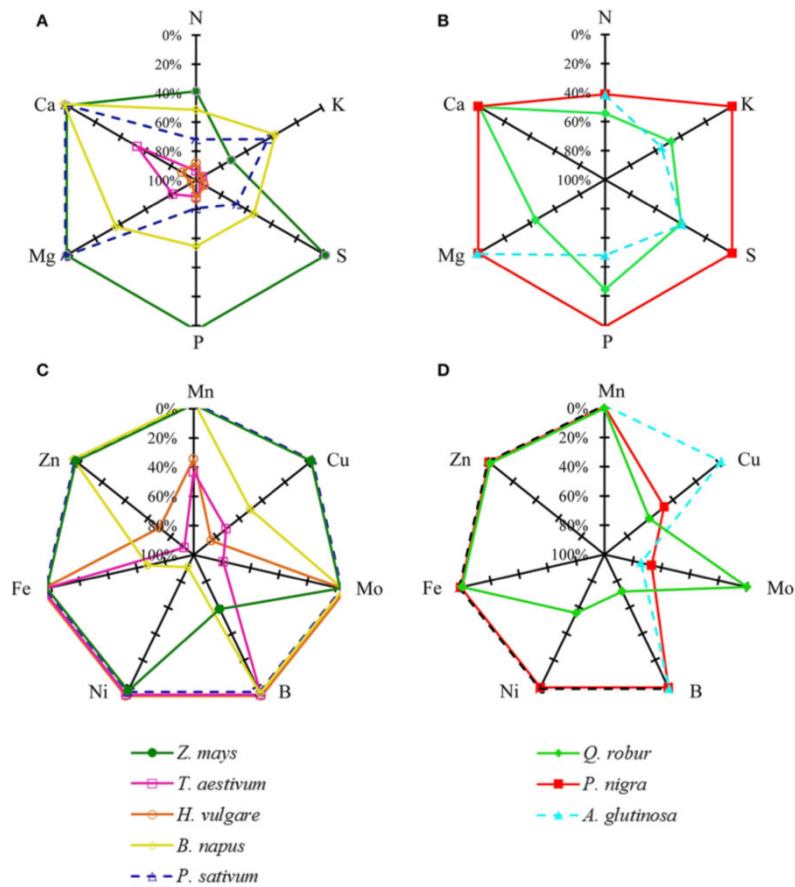 A
N
0%
20%
40%
60%
80%
100%
Ca
K
Mg
S
P
B
N
0%
20%
40%
60%
80%
100%
Ca
K
Mg
S
P
C
Mn
0%
20%
40%
60%
80%
100%
Zn
Cu
Fe
Mo
Ni
B
D
Mn
0%
20%
40%
60%
80%
100%
Zn
Cu
Fe
Mo
Ni
B
Z. mays
T. aestivum
H. vulgare
B. napus
P. sativum
Q. robur
P. nigra
A. glutinosa